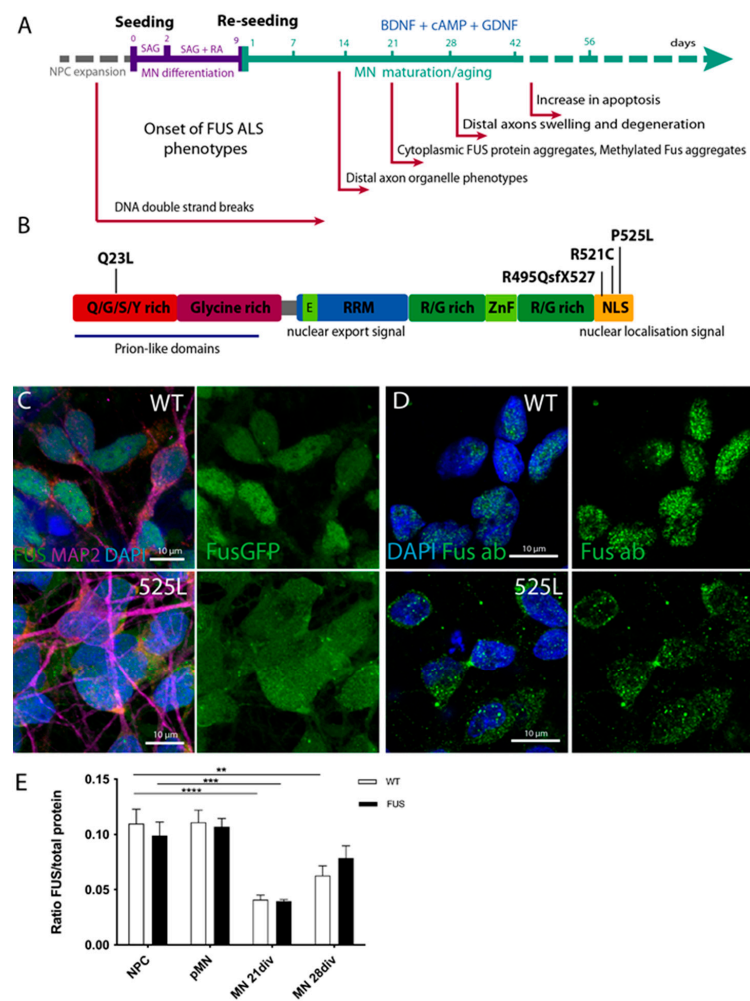 A
Seeding
Re-seeding
BDNF + cAMP + GDNF
0 SAG 2 SAG + RA 9 1 7 14 21 28 42 56 days
NPC expansion MN differentiation MN maturation/aging
Increase in apoptosis
Distal axons swelling and degeneration
Onset of FUS ALS
phenotypes
Cytoplasmic FUS protein aggregates, Methylated Fus aggregates
Distal axon organelle phenotypes
DNA double strand breaks
B
P525L
R521C
Q23L
R495QsfX527
Q/G/S/Y rich Glycine rich E RRM R/G rich ZnF R/G rich NLS
nuclear export signal nuclear localisation signal
Prion-like domains
C WT D WT
FUS MAP2 DAPI 10 µm FusGFP DAPI Fus ab 10 µm Fus ab
525L 525L
10 µm 10 µm
E
**
***
****
WT
FUS
Ratio FUS/total protein
0.15
0.10
0.05
0.00
NPC pMN MN 21div MN 28div